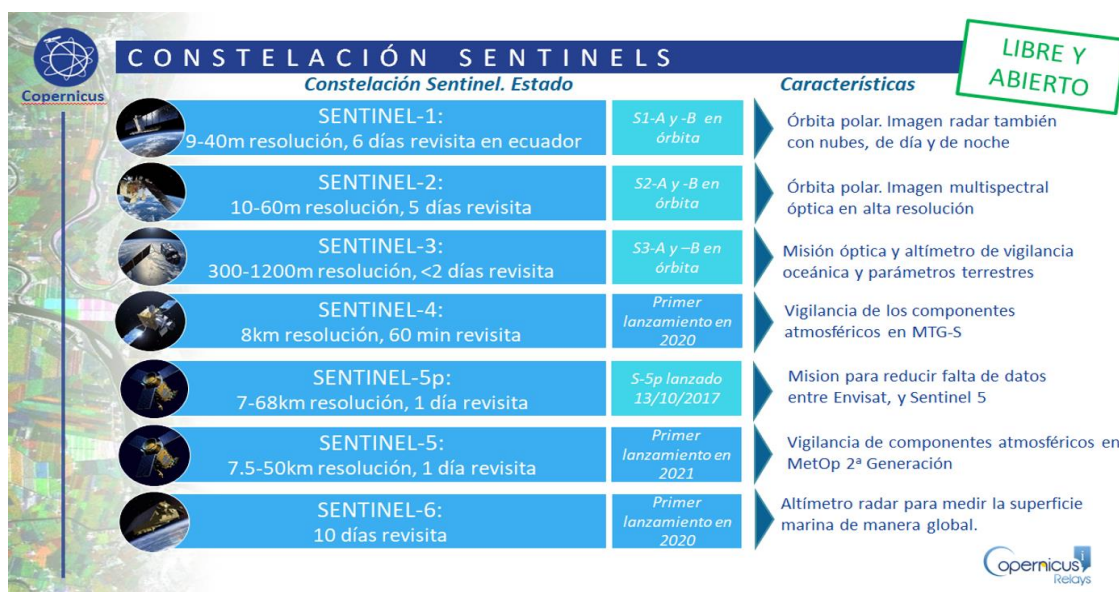 CONSTELACIÓN SENTINELS
LIBRE Y
ABIERTO
Copernicus
Constelación Sentinel. Estado
Características
SENTINEL-1:
9-40m resolución, 6 días revisita en ecuador
S1-A y -B en
órbita
Órbita polar. Imagen radar también
con nubes, de día y de noche
SENTINEL-2:
10-60m resolución, 5 días revisita
S2-A y -B en
órbita
Órbita polar. Imagen multispectral
óptica en alta resolución
SENTINEL-3:
300-1200m resolución, <2 días revisita
S3-A y –B en
órbita
Misión óptica y altímetro de vigilancia
oceánica y parámetros terrestres
SENTINEL-4:
8km resolución, 60 min revisita
Primer
lanzamiento en
2020
Vigilancia de los componentes
atmosféricos en MTG-S
SENTINEL-5p:
7-68km resolución, 1 día revisita
S-5p lanzado
13/10/2017
Mision para reducir falta de datos
entre Envisat, y Sentinel 5
SENTINEL-5:
7.5-50km resolución, 1 día revisita
Primer
lanzamiento en
2021
Vigilancia de componentes atmosféricos en
MetOp 2ª Generación
SENTINEL-6:
10 días revisita
Primer
lanzamiento en
2020
Altímetro radar para medir la superficie
marina de manera global.
Copernicus
Relays